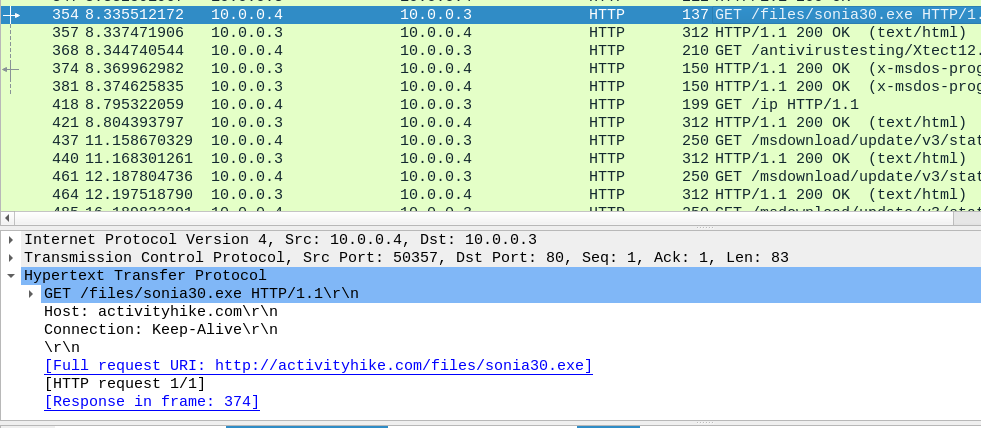 354 8.335512172 10.0.0.4 10.0.0.3 HTTP 137 GET /files/sonia30.exe HTTP/1.
357 8.337471906 10.0.0.3 10.0.0.4 HTTP 312 HTTP/1.1 200 OK (text/html)
368 8.344740544 10.0.0.4 10.0.0.3 HTTP 210 GET /antivirustesting/Xtect12.
374 8.369962982 10.0.0.3 10.0.0.4 HTTP 150 HTTP/1.1 200 OK (x-msdos-prog
381 8.374625835 10.0.0.3 10.0.0.4 HTTP 150 HTTP/1.1 200 OK (x-msdos-prog
418 8.795322059 10.0.0.4 10.0.0.3 HTTP 199 GET /ip HTTP/1.1
421 8.804393797 10.0.0.3 10.0.0.4 HTTP 312 HTTP/1.1 200 OK (text/html)
437 11.158670329 10.0.0.4 10.0.0.3 HTTP 250 GET /msdownload/update/v3/stat
440 11.168301261 10.0.0.3 10.0.0.4 HTTP 312 HTTP/1.1 200 OK (text/html)
461 12.187804736 10.0.0.4 10.0.0.3 HTTP 250 GET /msdownload/update/v3/stat
464 12.197518790 10.0.0.3 10.0.0.4 HTTP 312 HTTP/1.1 200 OK (text/html)
Internet Protocol Version 4, Src: 10.0.0.4, Dst: 10.0.0.3
Transmission Control Protocol, Src Port: 50357, Dst Port: 80, Seq: 1, Ack: 1, Len: 83
Hypertext Transfer Protocol
GET /files/sonia30.exe HTTP/1.1\r\n
Host: activityhike.com\r\n
Connection: Keep-Alive\r\n
\r\n
[Full request URI: http://activityhike.com/files/sonia30.exe]
[HTTP request 1/1]
[Response in frame: 374]